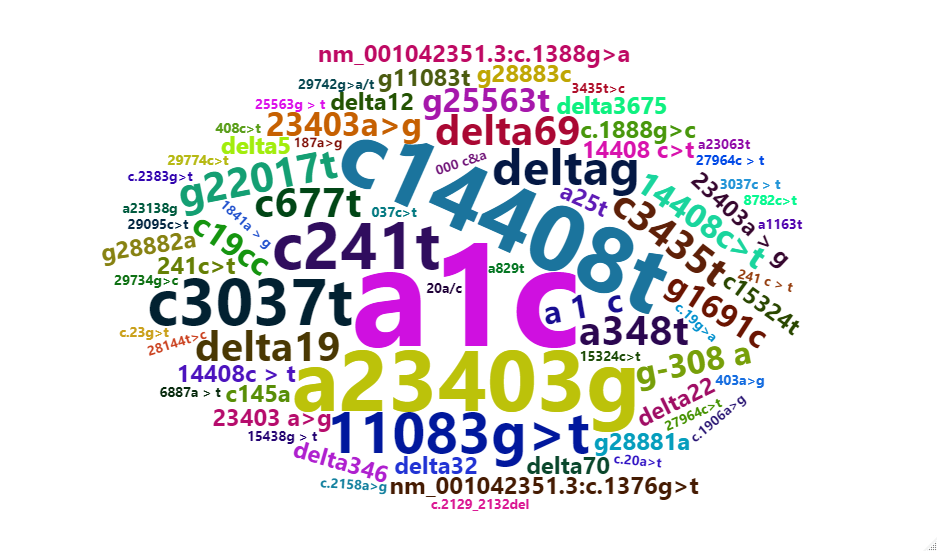 nm_001042351.3:c.1388g>a
g11083t
g28883c
29742g>a/t
3435t>c
delta12
g25563t
delta3675
25563g > t
23403a>g
delta69
c.1888g>c
408c>t
187a>g
delta5
14408 c>t
a23063t
000 c&a
deltag
27964c > t
29774c>t
c14408t
c.2383g>t
g22017t
c677t
a25t
14408c>t
23403a > g
3037c > t
8782c>t
a23138g
037c>t
1841a > g
c3435t
a1163t
29095c>t
c19cc
c241t
g28882a
241c>t
a829t
241 c > t
29734g>c
20a/c
a1c
c15324t
c3037t
a 1 c
g1691c
c.19g>a
c.23g>t
28144t>c
delta19
a348t
15324c>t
g-308 a
14408c > t
a23403g
403a>g
6887a > t
c145a
delta22
27964c>t
c.1906a>g
23403 a>g
11083g>t
15438g > t
g28881a
delta346
delta32
delta70
c.20a>t
c.2158a>g
nm_001042351.3:c.1376g>t
c.2129_2132del